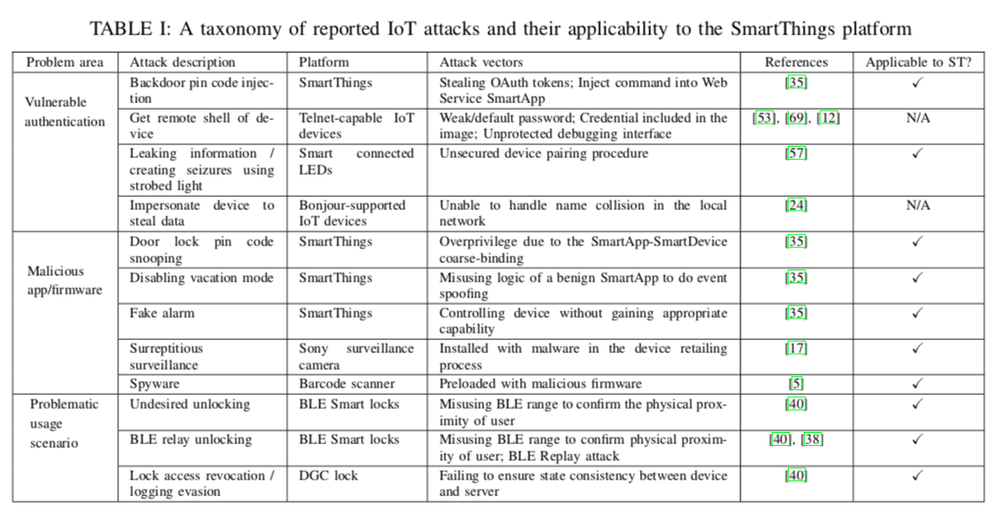 TABLE I: A taxonomy of reported IoT attacks and their applicability to the SmartThings platform
Problem area | Attack description | Platform | Attack vectors | References | Applicable to ST?
Vulnerable
authentication
Backdoor pin code injec-
tion
SmartThings
Stealing OAuth tokens; Inject command into Web
Service SmartApp
[35]
✓
Get remote shell of de-
vice
Telnet-capable IoT
devices
Weak/default password; Credential included in the
image; Unprotected debugging interface
[53], [69], [12]
N/A
Leaking information /
creating seizures using
strobed light
Smart connected
LEDs
Unsecured device pairing procedure
[57]
✓
Impersonate device to
steal data
Bonjour-supported
IoT devices
Unable to handle name collision in the local
network
[24]
N/A
Malicious
app/firmware
Door lock pin code
snooping
SmartThings
Overprivilege due to the SmartApp-SmartDevice
coarse-binding
[35]
✓
Disabling vacation mode
SmartThings
Misusing logic of a benign SmartApp to do event
spoofing
[35]
✓
Fake alarm
SmartThings
Controlling device without gaining appropriate
capability
[35]
✓
Surreptitious
surveillance
Sony surveillance
camera
Installed with malware in the device retailing
process
[17]
✓
Spyware
Barcode scanner
Preloaded with malicious firmware
[5]
✓
Problematic
usage
scenario
Undesired unlocking
BLE Smart locks
Misusing BLE range to confirm the physical prox-
imity of user
[40]
✓
BLE relay unlocking
BLE Smart locks
Misusing BLE range to confirm physical proxim-
ity of user; BLE Replay attack
[40], [38]
✓
Lock access revocation /
logging evasion
DGC lock
Failing to ensure state consistency between device
and server
[40]
✓